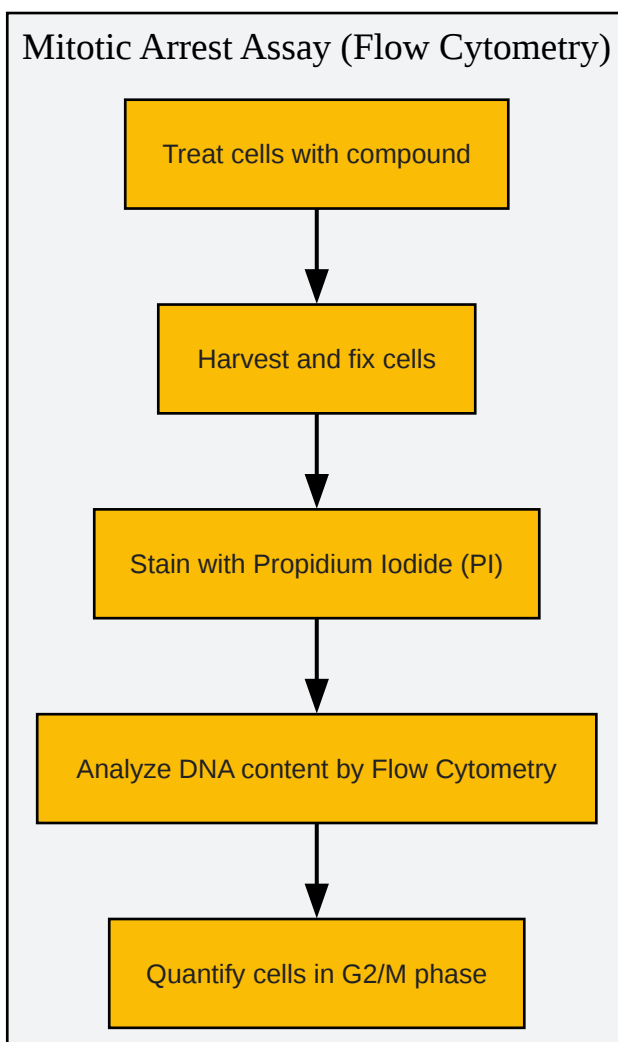 Mitotic Arrest Assay (Flow Cytometry)
Treat cells with compound
Harvest and fix cells
Stain with Propidium Iodide (PI)
Analyze DNA content by Flow Cytometry
Quantify cells in G2/M phase